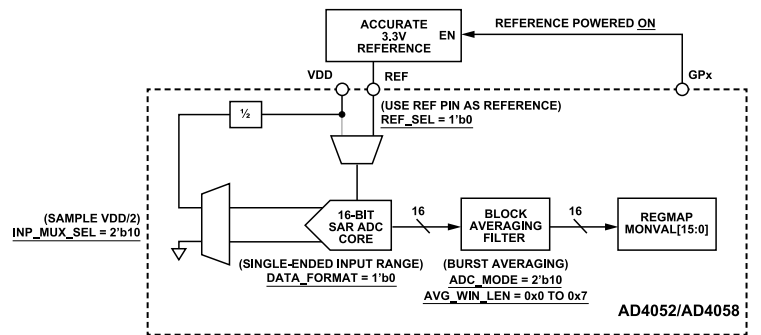 ACCURATE
3.3V
REFERENCE
EN
REFERENCE POWERED ON
VDD
REF
GPx
½
(USE REF PIN AS REFERENCE)
REF_SEL = 1'b0
(SAMPLE VDD/2)
INP_MUX_SEL = 2'b10
16-BIT
SAR ADC
CORE
16
BLOCK
AVERAGING
FILTER
16
REGMAP
MONVAL[15:0]
(SINGLE-ENDED INPUT RANGE)
DATA_FORMAT = 1'b0
(BURST AVERAGING)
ADC_MODE = 2'b10
AVG_WIN_LEN = 0x0 TO 0x7
AD4052/AD4058